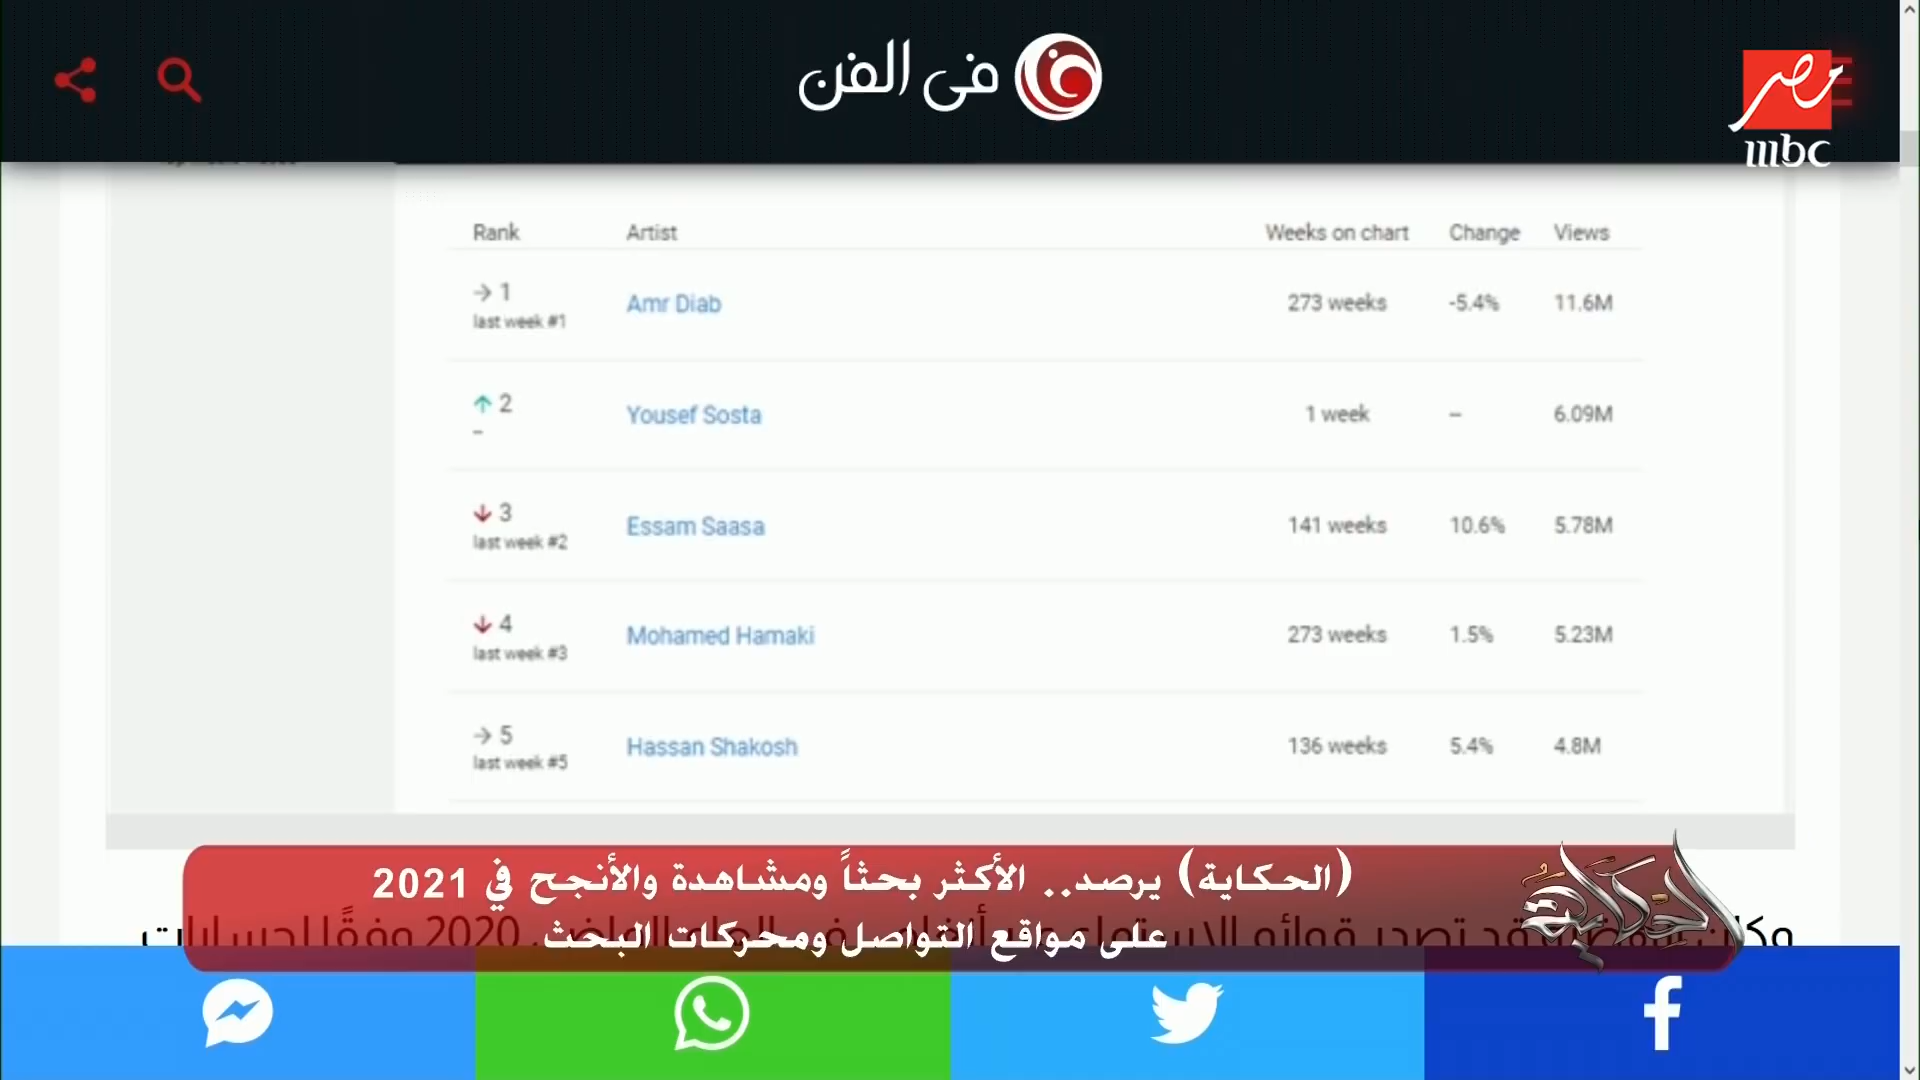 فى الفن
مصر
mbc
Rank Artist Weeks on chart Change Views
→ 1 Amr Diab 273 weeks -5.4% 11.6M
last week #1
↑ 2 Yousef Sosta 1 week – 6.09M
–
↓ 3 Essam Saasa 141 weeks 10.6% 5.78M
last week #2
↓ 4 Mohamed Hamaki 273 weeks 1.5% 5.23M
last week #3
→ 5 Hassan Shakosh 136 weeks 5.4% 4.8M
last week #5
(الحكاية) يرصد.. الأكثر بحثاً ومشاهدة والأنجح في 2021
على مواقع التواصل ومحركات البحث
الحكاية
2020 وفقًا لحسابات